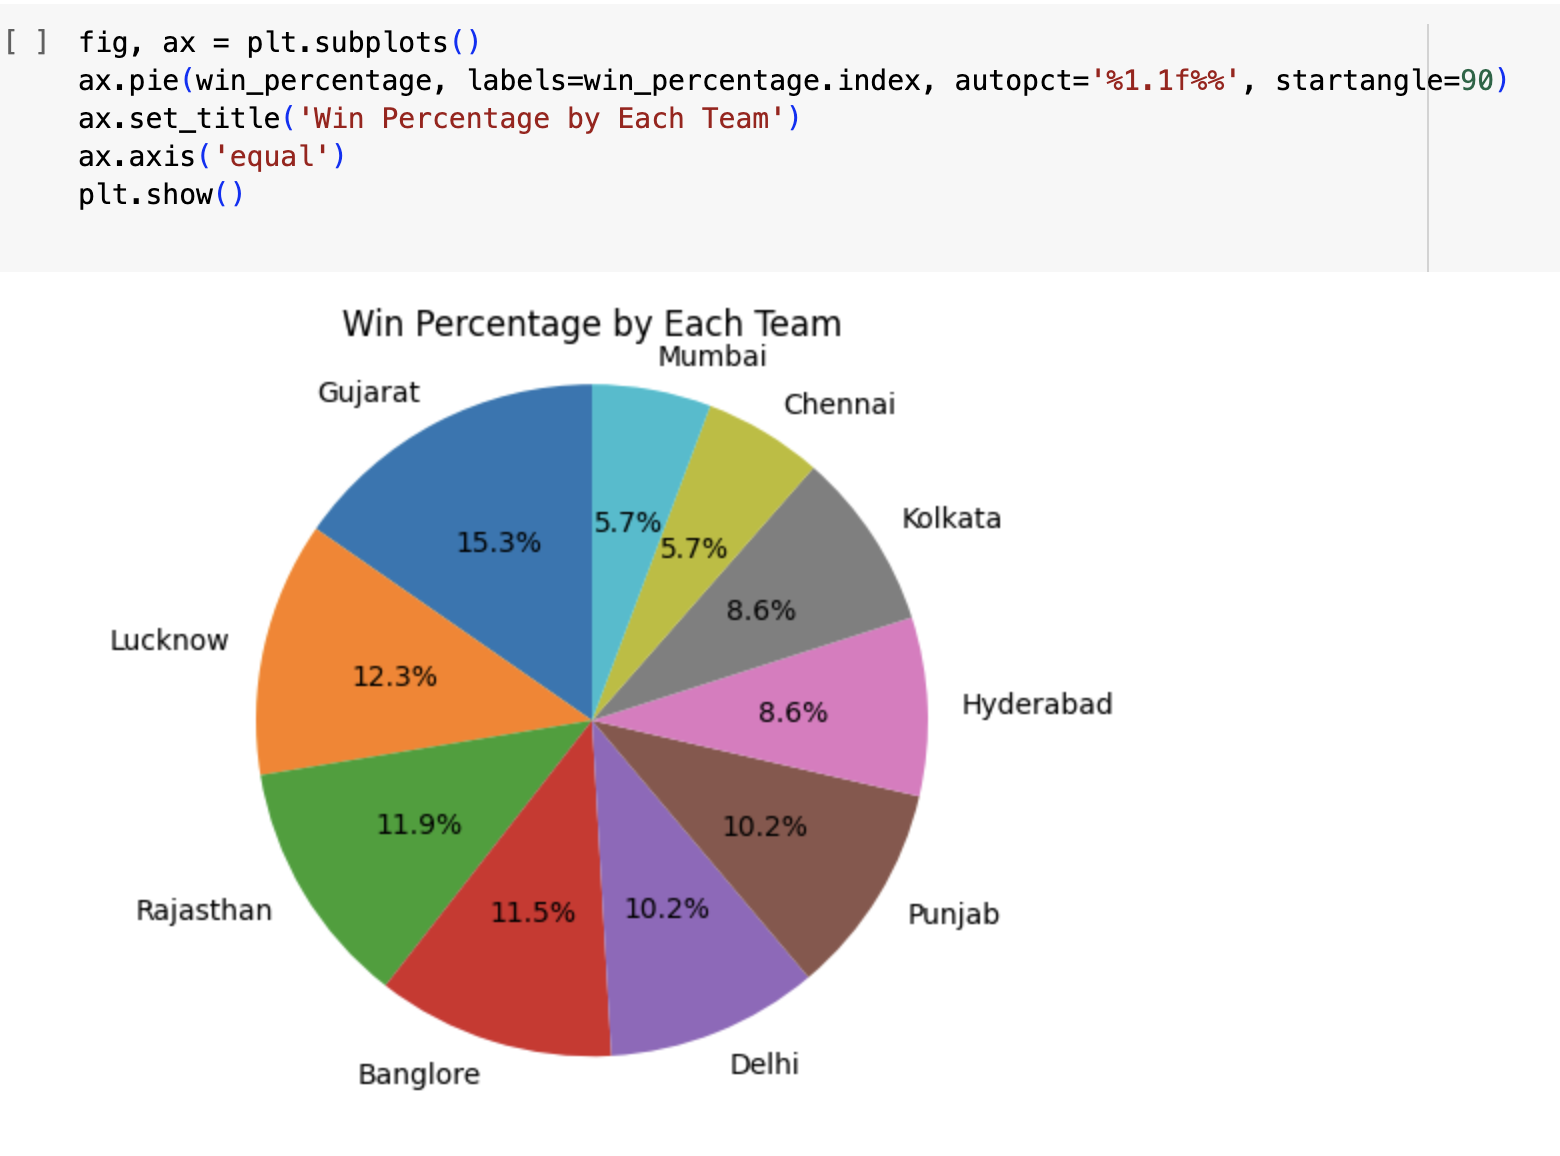 [ ] fig, ax = plt.subplots()
ax.pie(win_percentage, labels=win_percentage.index, autopct='%1.1f%%', startangle=90)
ax.set_title('Win Percentage by Each Team')
ax.axis('equal')
plt.show()
Win Percentage by Each Team
Mumbai
Gujarat
Chennai
Kolkata
5.7%
15.3%
5.7%
8.6%
Lucknow
12.3%
Hyderabad
8.6%
11.9%
10.2%
Rajasthan
11.5%
10.2%
Punjab
Banglore
Delhi